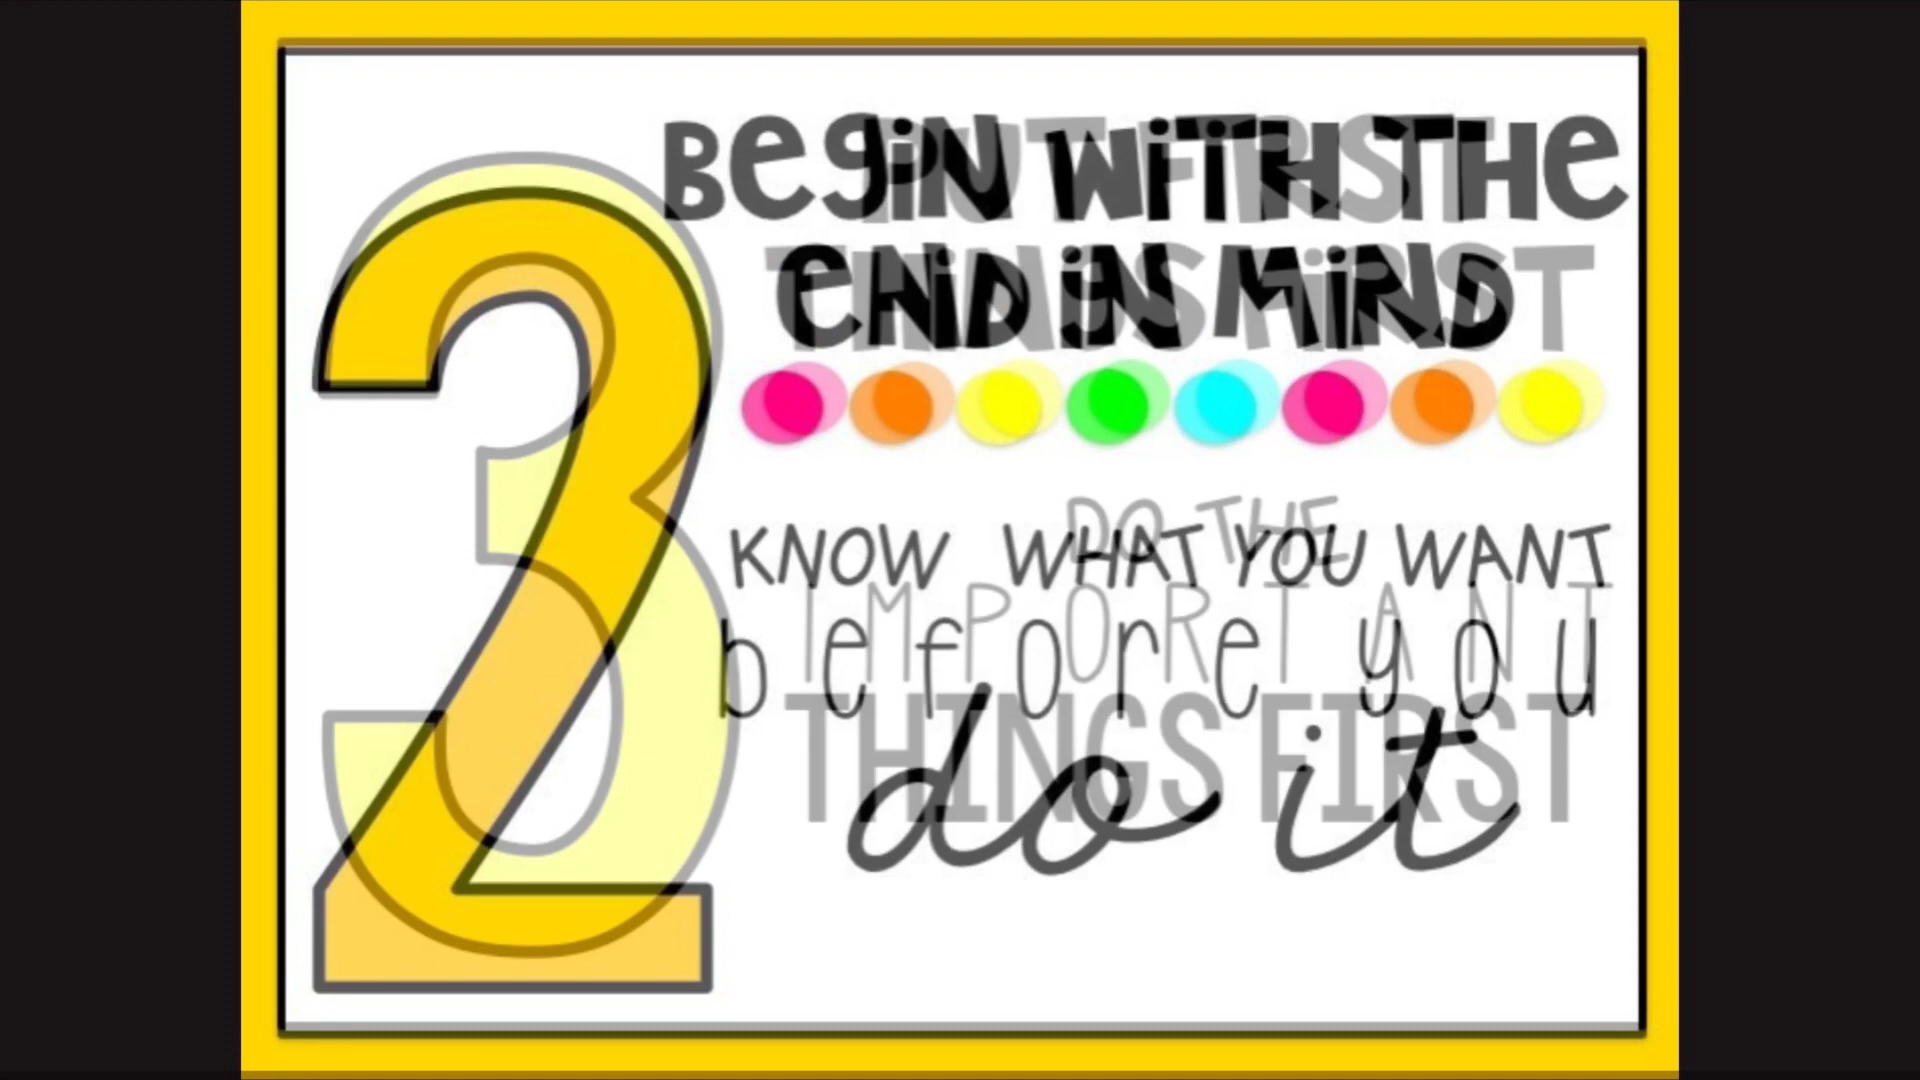 2
BeGiN WiTH THe
eND iN MiND
KNOW WHAT YOU WANT
before you
do it
3
PUT FIRST
THINGS FIRST
DO THE
IMPORTANT
THINGS FIRST